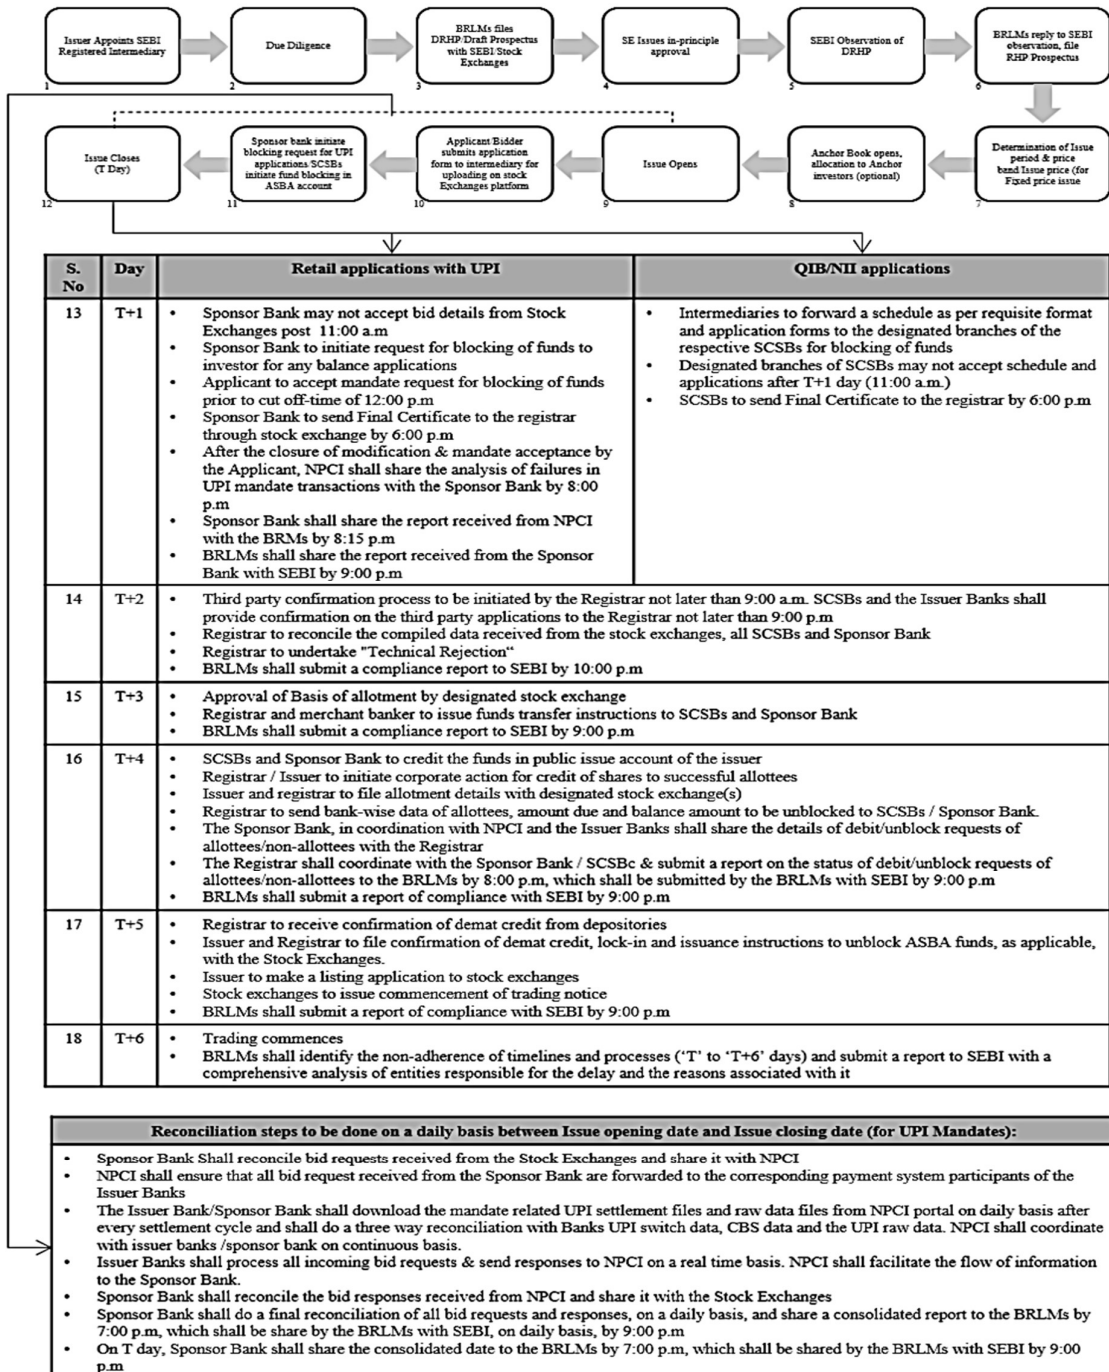 Issuer Appoints SEBI
Registered Intermediary
1
Due Diligence
2
BRLMs files
DRHP/Draft Prospectus
with SEBI/Stock
Exchanges
3
SE Issues in-principle
approval
4
SEBI Observation of
DRHP
5
BRLMs reply to SEBI
observation, file
RHP Prospectus
6
Determination of Issue
period & price
band Issue price (for
Fixed price issue
7
Anchor Book opens,
allocation to Anchor
investors (optional)
8
Issue Opens
9
Applicant/Bidder
submits application
form to intermediary for
uploading on stock
Exchanges platform
10
Sponsor bank initiate
blocking request for UPI
applications/SCSBs
initiate fund blocking in
ASBA account
11
Issue Closes
(T Day)
12
S.
No
Day
Retail applications with UPI
QIB/NII applications
13
T+1
• Sponsor Bank may not accept bid details from Stock
Exchanges post 11:00 a.m
• Sponsor Bank to initiate request for blocking of funds to
investor for any balance applications
• Applicant to accept mandate request for blocking of funds
prior to cut off-time of 12:00 p.m
• Sponsor Bank to send Final Certificate to the registrar
through stock exchange by 6:00 p.m
• After the closure of modification & mandate acceptance by
the Applicant, NPCI shall share the analysis of failures in
UPI mandate transactions with the Sponsor Bank by 8:00
p.m
• Sponsor Bank shall share the report received from NPCI
with the BRMs by 8:15 p.m
• BRLMs shall share the report received from the Sponsor
Bank with SEBI by 9:00 p.m
• Intermediaries to forward a schedule as per requisite format
and application forms to the designated branches of the
respective SCSBs for blocking of funds
• Designated branches of SCSBs may not accept schedule and
applications after T+1 day (11:00 a.m.)
• SCSBs to send Final Certificate to the registrar by 6:00 p.m
14
T+2
• Third party confirmation process to be initiated by the Registrar not later than 9:00 a.m. SCSBs and the Issuer Banks shall
provide confirmation on the third party applications to the Registrar not later than 9:00 p.m
• Registrar to reconcile the compiled data received from the stock exchanges, all SCSBs and Sponsor Bank
• Registrar to undertake "Technical Rejection"
• BRLMs shall submit a compliance report to SEBI by 10:00 p.m
15
T+3
• Approval of Basis of allotment by designated stock exchange
• Registrar and merchant banker to issue funds transfer instructions to SCSBs and Sponsor Bank
• BRLMs shall submit a compliance report to SEBI by 9:00 p.m
16
T+4
• SCSBs and Sponsor Bank to credit the funds in public issue account of the issuer
• Registrar / Issuer to initiate corporate action for credit of shares to successful allottees
• Issuer and registrar to file allotment details with designated stock exchange(s)
• Registrar to send bank-wise data of allottees, amount due and balance amount to be unblocked to SCSBs / Sponsor Bank.
• The Sponsor Bank, in coordination with NPCI and the Issuer Banks shall share the details of debit/unblock requests of
allottees/non-allottees with the Registrar
• The Registrar shall coordinate with the Sponsor Bank / SCSBc & submit a report on the status of debit/unblock requests of
allottees/non-allottees to the BRLMs by 8:00 p.m, which shall be submitted by the BRLMs with SEBI by 9:00 p.m
• BRLMs shall submit a report of compliance with SEBI by 9:00 p.m
17
T+5
• Registrar to receive confirmation of demat credit from depositories
• Issuer and Registrar to file confirmation of demat credit, lock-in and issuance instructions to unblock ASBA funds, as applicable,
with the Stock Exchanges.
• Issuer to make a listing application to stock exchanges
• Stock exchanges to issue commencement of trading notice
• BRLMs shall submit a report of compliance with SEBI by 9:00 p.m
18
T+6
• Trading commences
• BRLMs shall identify the non-adherence of timelines and processes (‘T’ to ‘T+6’ days) and submit a report to SEBI with a
comprehensive analysis of entities responsible for the delay and the reasons associated with it
Reconciliation steps to be done on a daily basis between Issue opening date and Issue closing date (for UPI Mandates):
• Sponsor Bank Shall reconcile bid requests received from the Stock Exchanges and share it with NPCI
• NPCI shall ensure that all bid request received from the Sponsor Bank are forwarded to the corresponding payment system participants of the
Issuer Banks
• The Issuer Bank/Sponsor Bank shall download the mandate related UPI settlement files and raw data files from NPCI portal on daily basis after
every settlement cycle and shall do a three way reconciliation with Banks UPI switch data, CBS data and the UPI raw data. NPCI shall coordinate
with issuer banks /sponsor bank on continuous basis.
• Issuer Banks shall process all incoming bid requests & send responses to NPCI on a real time basis. NPCI shall facilitate the flow of information
to the Sponsor Bank.
• Sponsor Bank shall reconcile the bid responses received from NPCI and share it with the Stock Exchanges
• Sponsor Bank shall do a final reconciliation of all bid requests and responses, on a daily basis, and share a consolidated report to the BRLMs by
7:00 p.m, which shall be share by the BRLMs with SEBI, on daily basis, by 9:00 p.m
• On T day, Sponsor Bank shall share the consolidated date to the BRLMs by 7:00 p.m, which shall be shared by the BRLMs with SEBI by 9:00
p.m